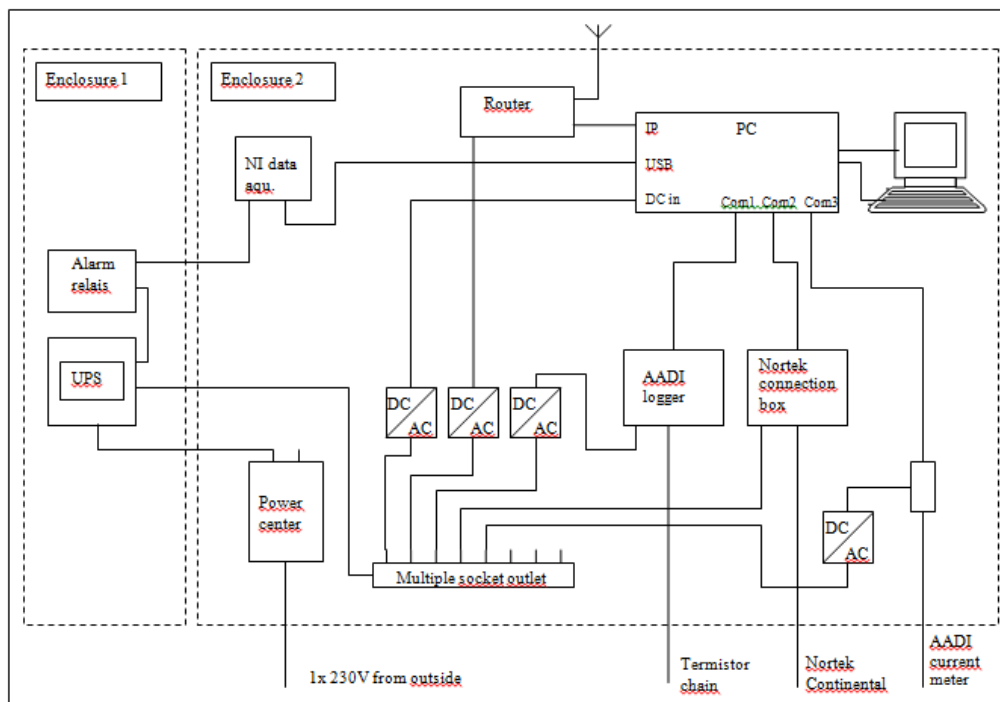 Enclosure 1
Enclosure 2
Router
IP
PC
NI data
aqu.
USB
DC in
Com1 Com2 Com3
Alarm
relais
UPS
AADI
logger
Nortek
connection
box
DC
AC
DC
AC
DC
AC
Power
center
DC
AC
Multiple socket outlet
1x 230V from outside
Termistor
chain
Nortek
Continental
AADI
current
meter